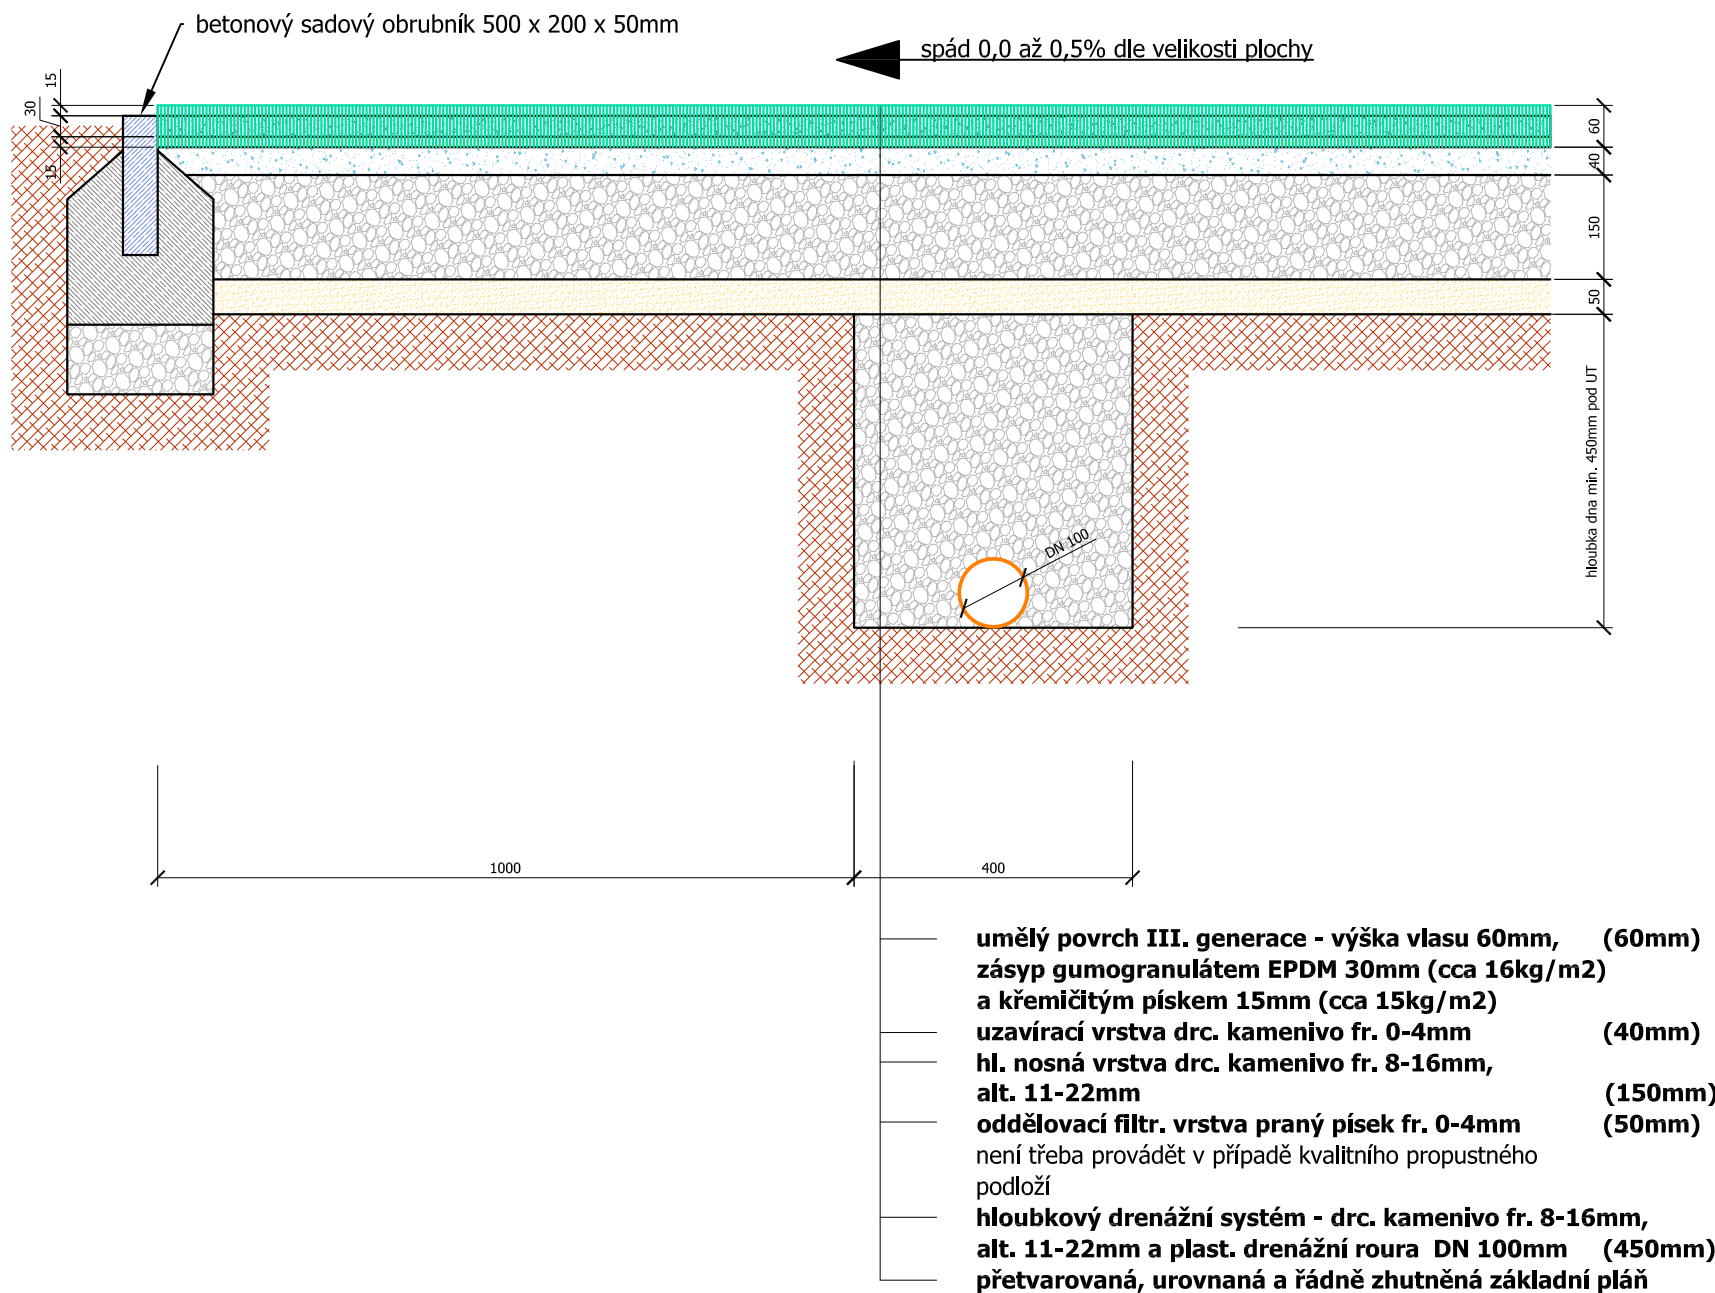 betonový sadový obrubník 500 x 200 x 50mm
spád 0,0 až 0,5% dle velikosti plochy
15
30
15
60
40
150
50
hloubka dna min. 450mm pod UT
DN 100
1000
400
umělý povrch III. generace - výška vlasu 60mm, (60mm)
zásyp gumogranulátem EPDM 30mm (cca 16kg/m2)
a křemičitým pískem 15mm (cca 15kg/m2)
uzavírací vrstva drc. kamenivo fr. 0-4mm (40mm)
hl. nosná vrstva drc. kamenivo fr. 8-16mm,
alt. 11-22mm (150mm)
oddělovací filtr. vrstva praný písek fr. 0-4mm (50mm)
není třeba provádět v případě kvalitního propustného
podloží
hloubkový drenážní systém - drc. kamenivo fr. 8-16mm,
alt. 11-22mm a plast. drenážní roura DN 100mm (450mm)
přetvarovaná, urovnaná a řádně zhutněná základní pláň